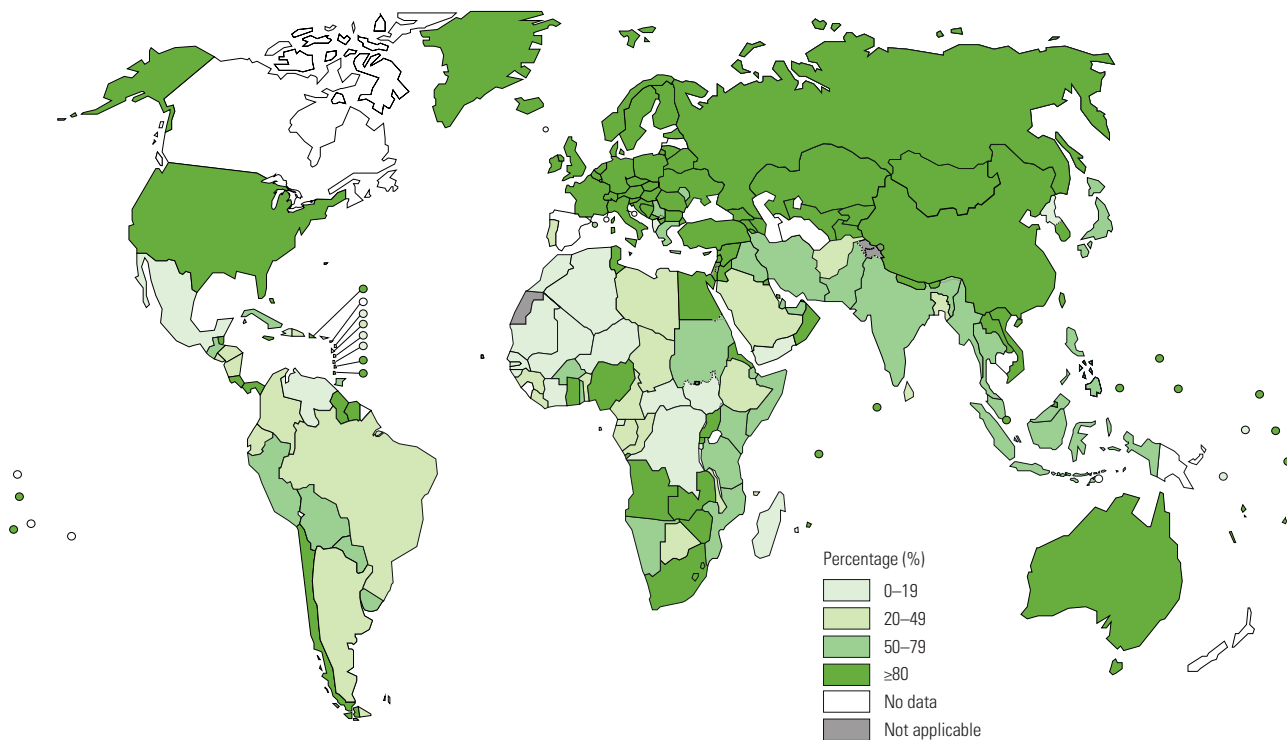 Percentage (%)
0–19
20–49
50–79
≥80
No data
Not applicable